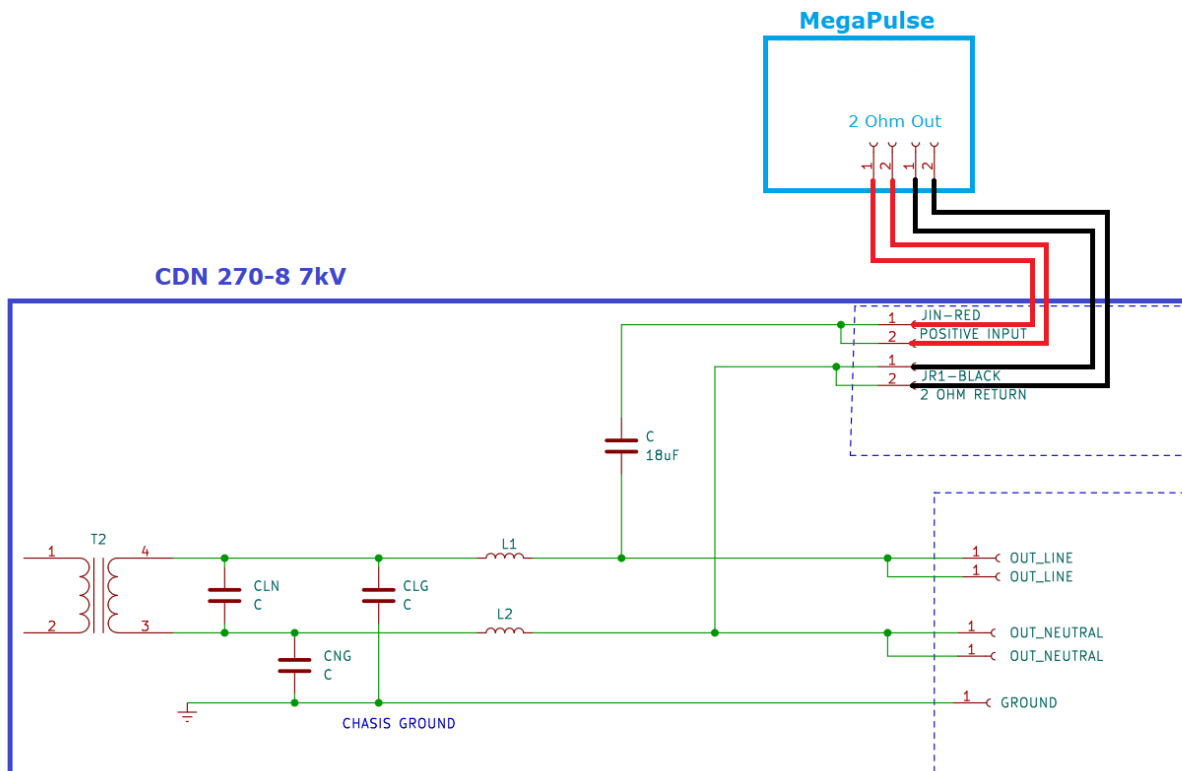 MegaPulse
2 Ohm Out
1 2 1 2
CDN 270-8 7kV
1 JIN-RED
2 POSITIVE INPUT
1
2 JR1-BLACK
2 OHM RETURN
C
18uF
T2
1 4
2 3
CLN
C
CLG
C
CNG
C
L1
L2
1 OUT_LINE
1 OUT_LINE
1 OUT_NEUTRAL
1 OUT_NEUTRAL
1 GROUND
CHASIS GROUND